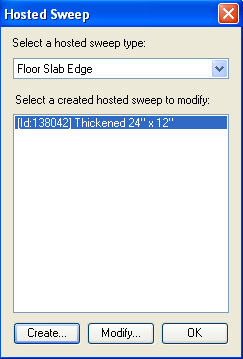 Hosted Sweep
Select a hosted sweep type:
Floor Slab Edge
Select a created hosted sweep to modify:
[Id:138042] Thickened 24" x 12"
Create... Modify... OK